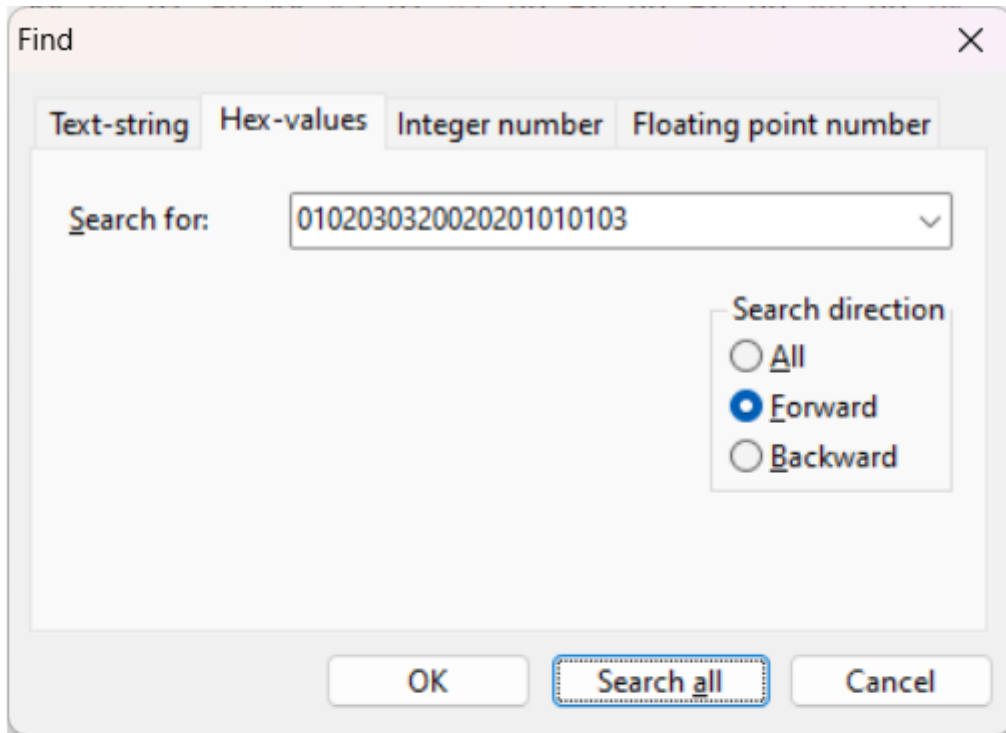 Find
Text-string Hex-values Integer number Floating point number
Search for: 0102030320020201010103
Search direction
All
Forward
Backward
OK Search all Cancel